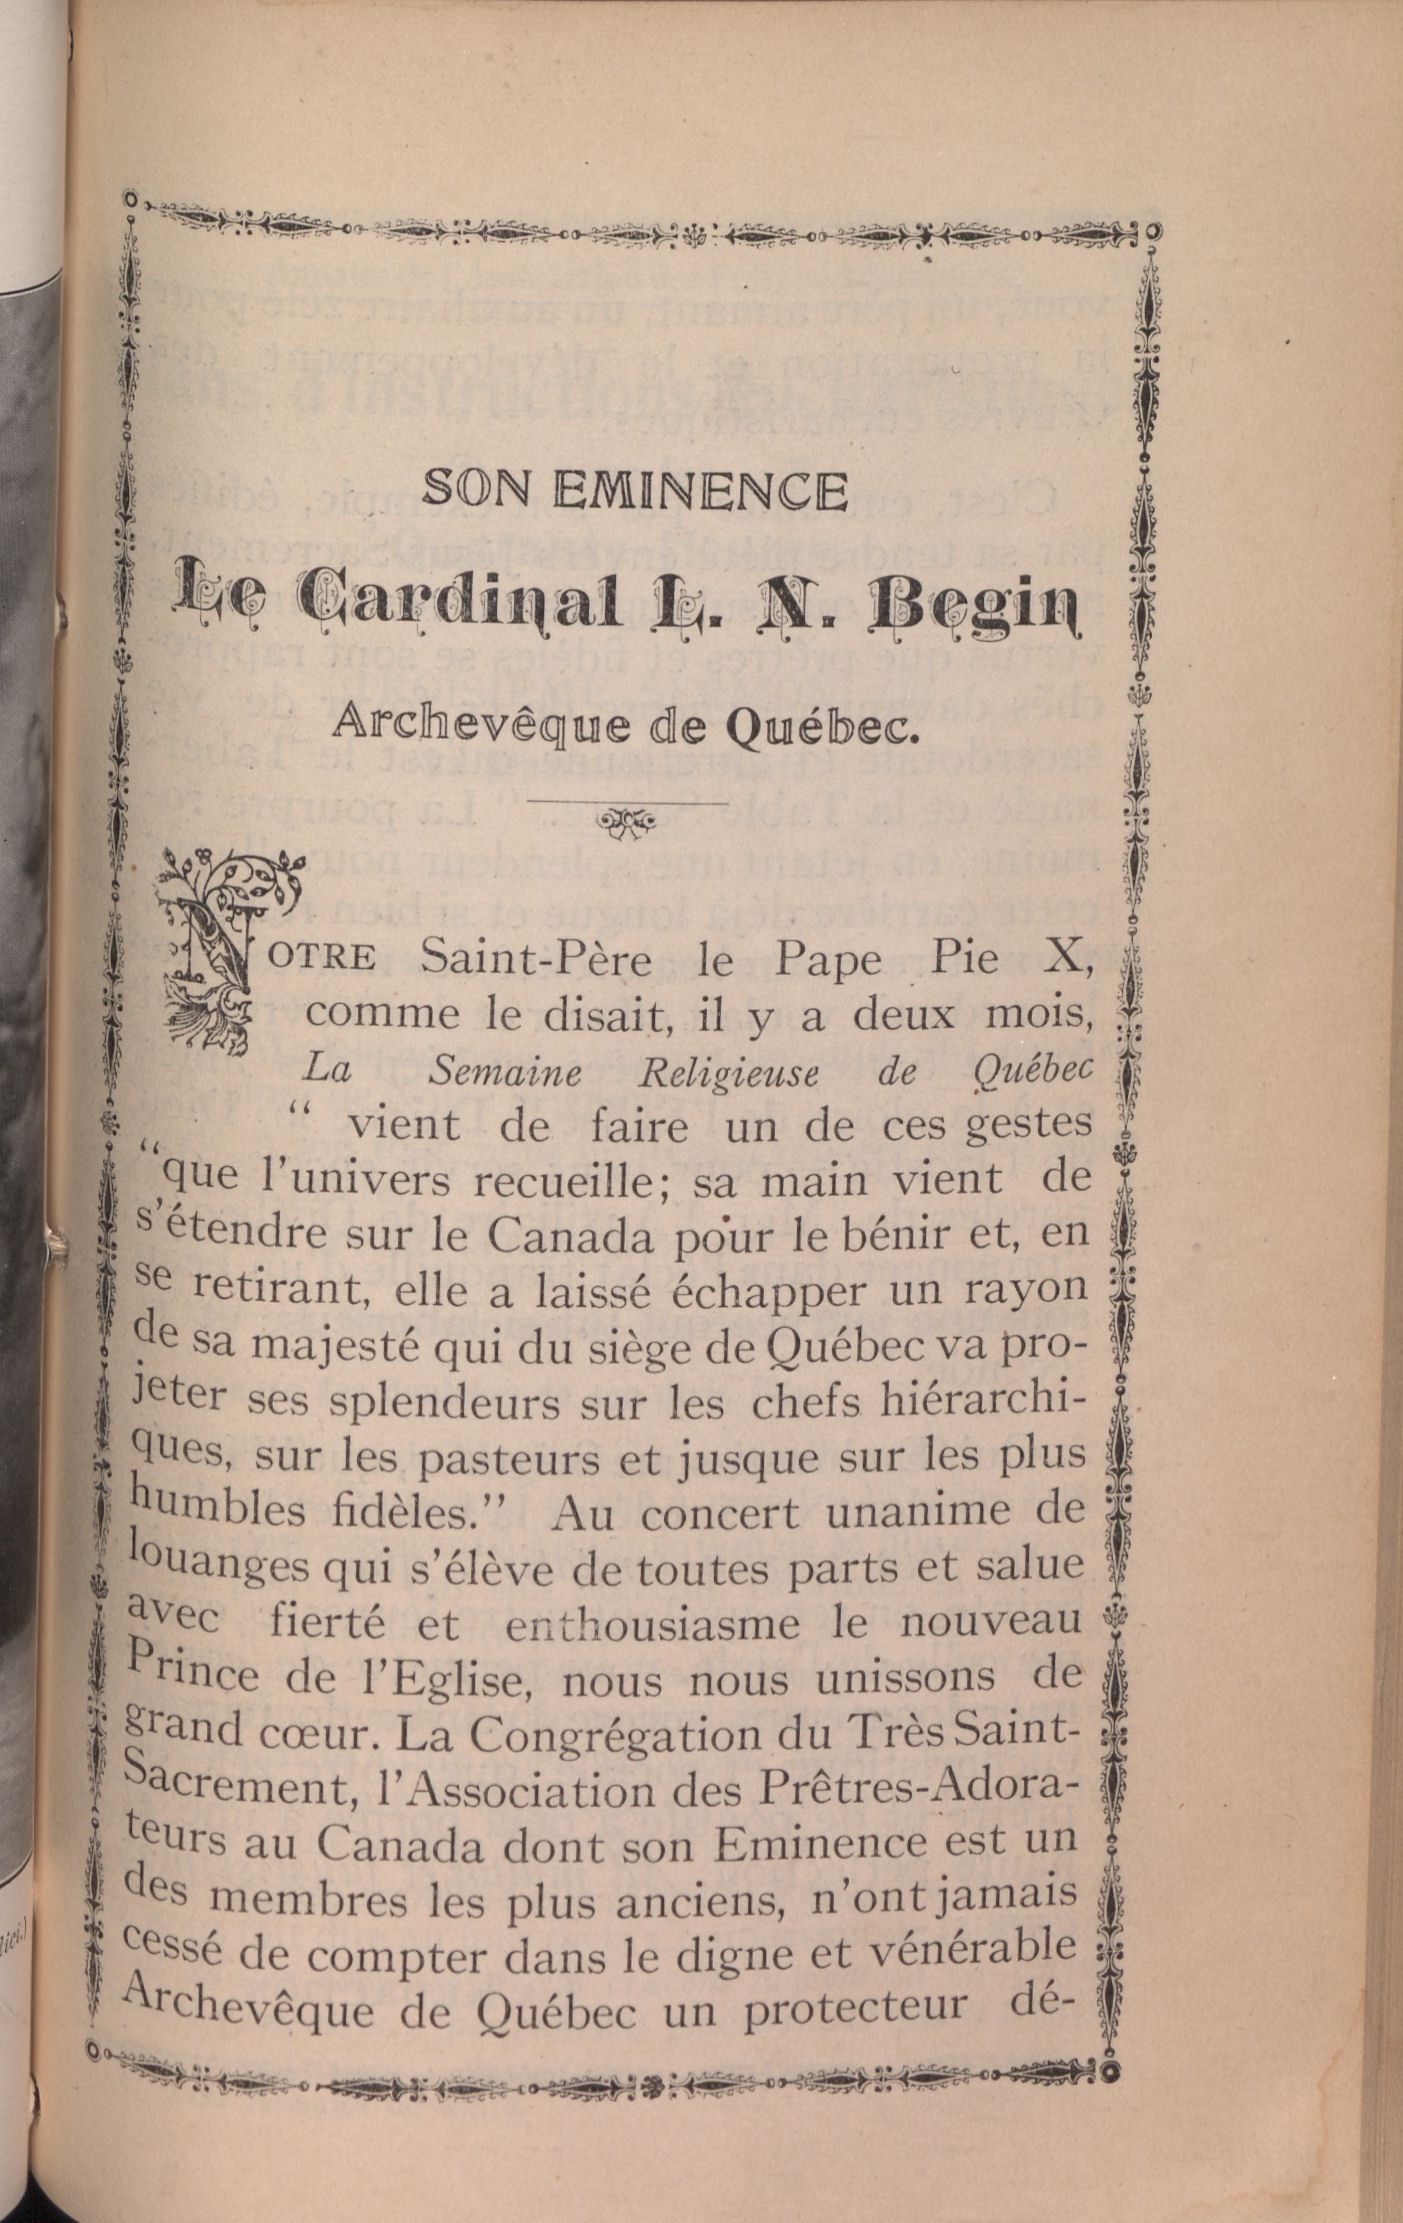 SON EMINENCE
Le Cardinal L. N. Begin
Archevêque de Québec.
NOTRE Saint-Père le Pape Pie X,
comme le disait, il y a deux mois,
La Semaine Religieuse de Québec
“ vient de faire un de ces gestes
“que l’univers recueille; sa main vient de
s’étendre sur le Canada pour le bénir et, en
se retirant, elle a laissé échapper un rayon
de sa majesté qui du siège de Québec va pro-
jeter ses splendeurs sur les chefs hiérarchi-
ques, sur les pasteurs et jusque sur les plus
humbles fidèles.” Au concert unanime de
louanges qui s’élève de toutes parts et salue
avec fierté et enthousiasme le nouveau
Prince de l’Eglise, nous nous unissons de
grand cœur. La Congrégation du Très Saint-
Sacrement, l’Association des Prêtres-Adora-
teurs au Canada dont son Eminence est un
des membres les plus anciens, n’ont jamais
cessé de compter dans le digne et vénérable
Archevêque de Québec un protecteur dé-